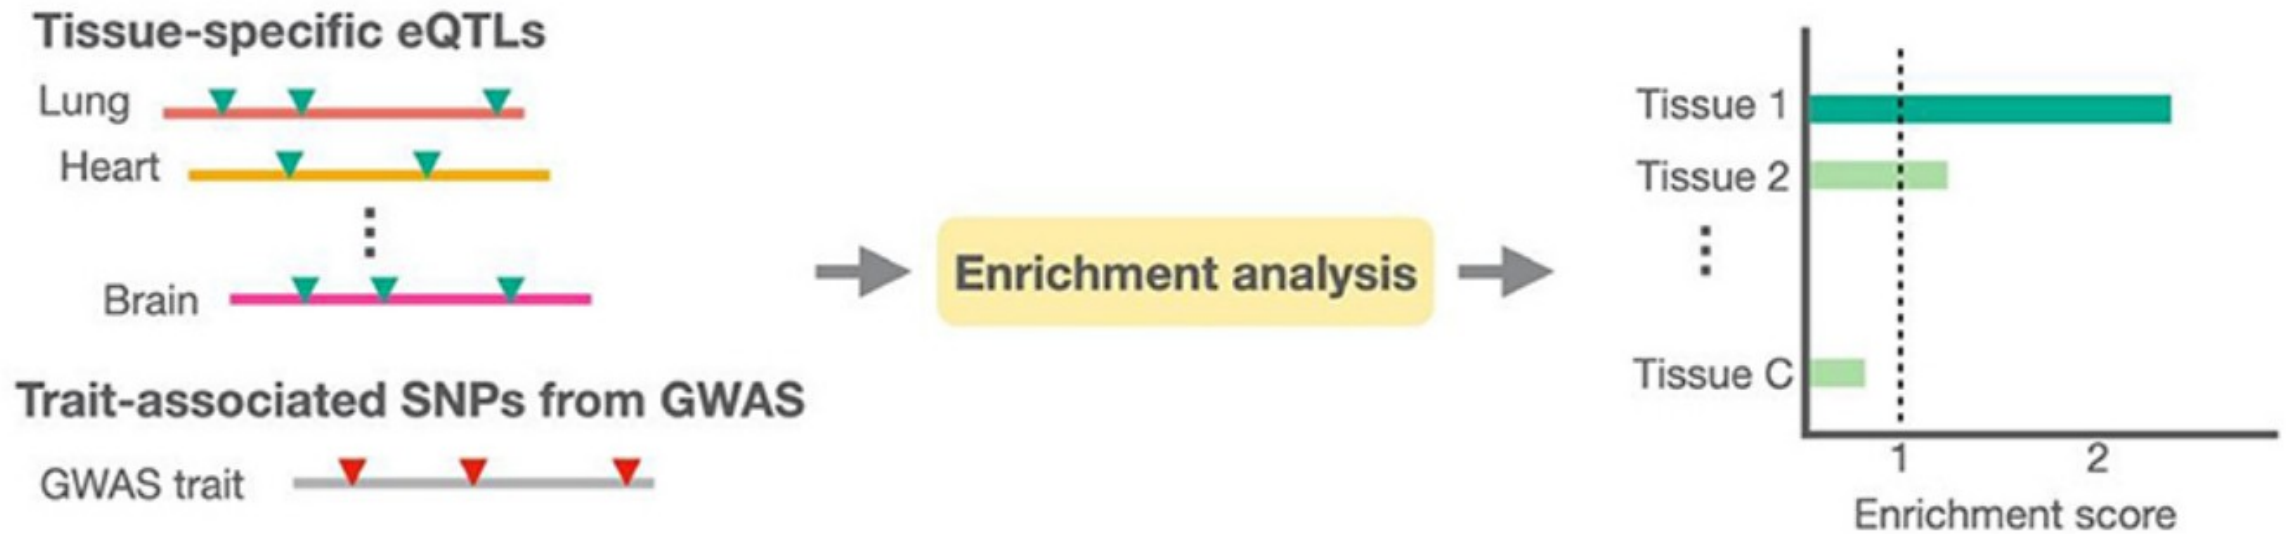 Tissue-specific eQTLs
Lung
Heart
Brain
Trait-associated SNPs from GWAS
GWAS trait
Enrichment analysis
Tissue 1
Tissue 2
Tissue C
1 2
Enrichment score